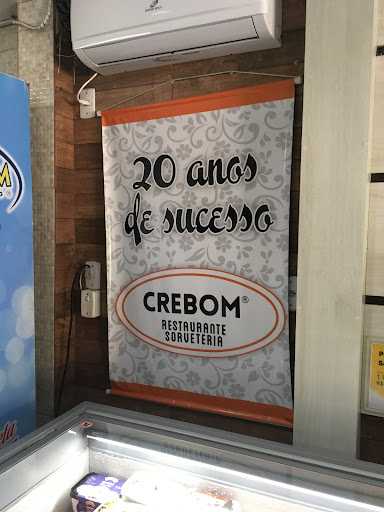 20 anos
de sucesso
CREBOM®
RESTAURANTE
SORVETERIA